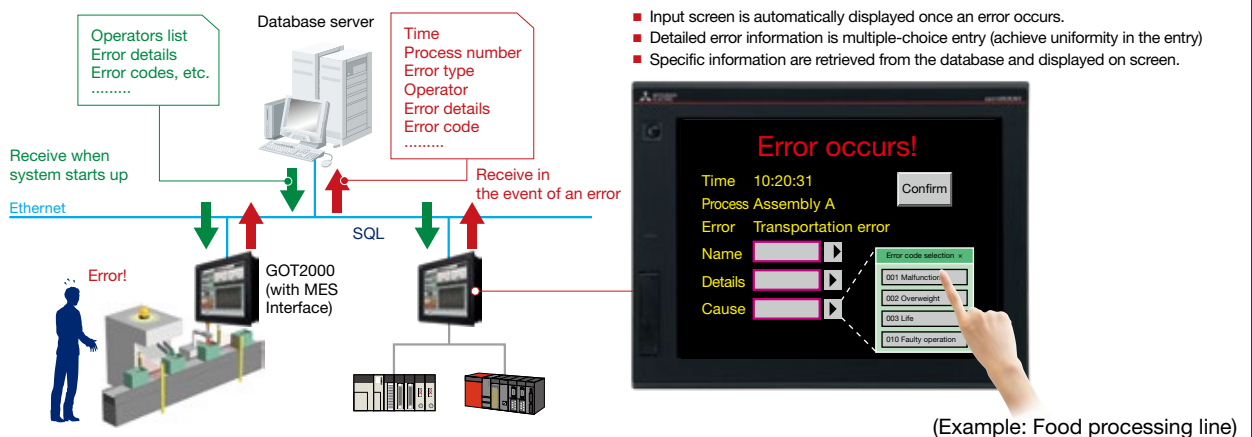 Database server
Operators list
Error details
Error codes, etc.
.........
Time
Process number
Error type
Operator
Error details
Error code
.........
Receive when
system starts up
Receive in
the event of an error
Ethernet
SQL
Error!
GOT2000
(with MES
Interface)
■ Input screen is automatically displayed once an error occurs.
■ Detailed error information is multiple-choice entry (achieve uniformity in the entry)
■ Specific information are retrieved from the database and displayed on screen.
MITSUBISHI
ELECTRIC
Error occurs!
Time 10:20:31
Confirm
Process Assembly A
Error Transportation error
Name
Details
Cause
Error code selection ×
001 Malfunction
002 Overweight
003 Life
010 Faulty operation
(Example: Food processing line)